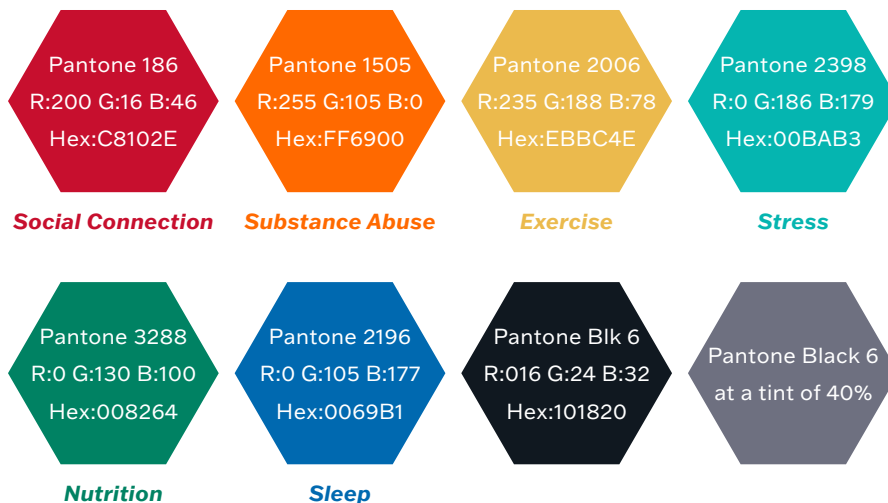 Pantone 186
R:200 G:16 B:46
Hex:C8102E
Social Connection
Pantone 1505
R:255 G:105 B:0
Hex:FF6900
Substance Abuse
Pantone 2006
R:235 G:188 B:78
Hex:EBBC4E
Exercise
Pantone 2398
R:0 G:186 B:179
Hex:00BAB3
Stress
Pantone 3288
R:0 G:130 B:100
Hex:008264
Nutrition
Pantone 2196
R:0 G:105 B:177
Hex:0069B1
Sleep
Pantone Blk 6
R:016 G:24 B:32
Hex:101820
Pantone Black 6
at a tint of 40%